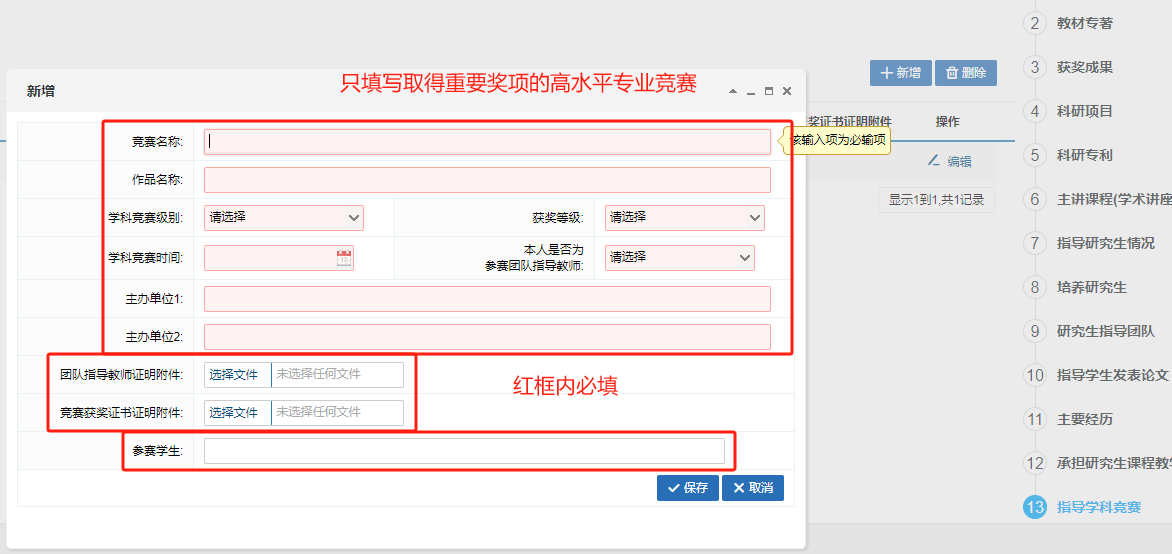 新增
只填写取得重要奖项的高水平专业竞赛
竞赛名称:
该输入项为必输项
作品名称:
学科竞赛级别:
请选择
获奖等级:
请选择
学科竞赛时间:
本人是否为
参赛团队指导教师:
请选择
主办单位1:
主办单位2:
团队指导教师证明附件:
选择文件
未选择任何文件
竞赛获奖证书证明附件:
选择文件
未选择任何文件
红框内必填
参赛学生:
保存
取消
新增
删除
奖证书证明附件
操作
编辑
显示1到1,共1记录
2 教材专著
3 获奖成果
4 科研项目
5 科研专利
6 主讲课程(学术讲座
7 指导研究生情况
8 培养研究生
9 研究生指导团队
10 指导学生发表论文
11 主要经历
12 承担研究生课程教学
13 指导学科竞赛